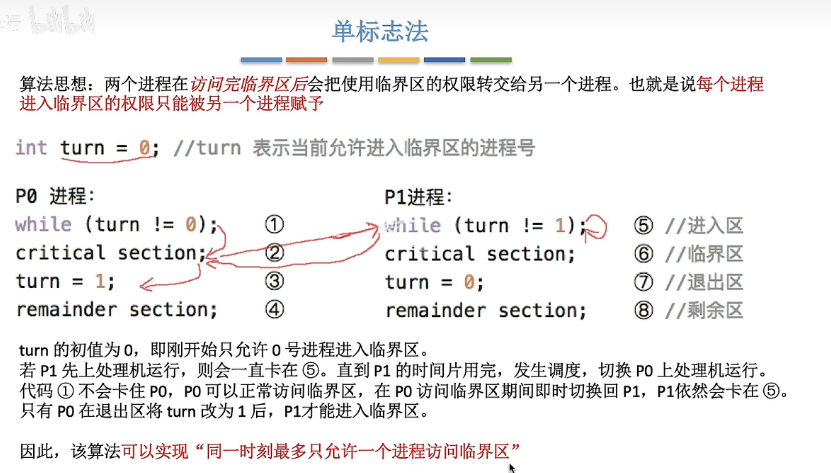 bilibili
单标志法
算法思想：两个进程在访问完临界区后会把使用临界区的权限转交给另一个进程。也就是说每个进程
进入临界区的权限只能被另一个进程赋予
int turn = 0; //turn 表示当前允许进入临界区的进程号
P0 进程： P1进程：
while (turn != 0); ① while (turn != 1); ⑤ //进入区
critical section; ② critical section; ⑥ //临界区
turn = 1; ③ turn = 0; ⑦ //退出区
remainder section; ④ remainder section; ⑧ //剩余区
turn 的初值为 0，即刚开始只允许 0 号进程进入临界区。
若 P1 先上处理机运行，则会一直卡在 ⑤。直到 P1 的时间片用完，发生调度，切换 P0 上处理机运行。
代码 ① 不会卡住 P0，P0 可以正常访问临界区，在 P0 访问临界区期间即时切换回 P1，P1依然会卡在 ⑤。
只有 P0 在退出区将 turn 改为 1 后，P1才能进入临界区。
因此，该算法可以实现“同一时刻最多只允许一个进程访问临界区”